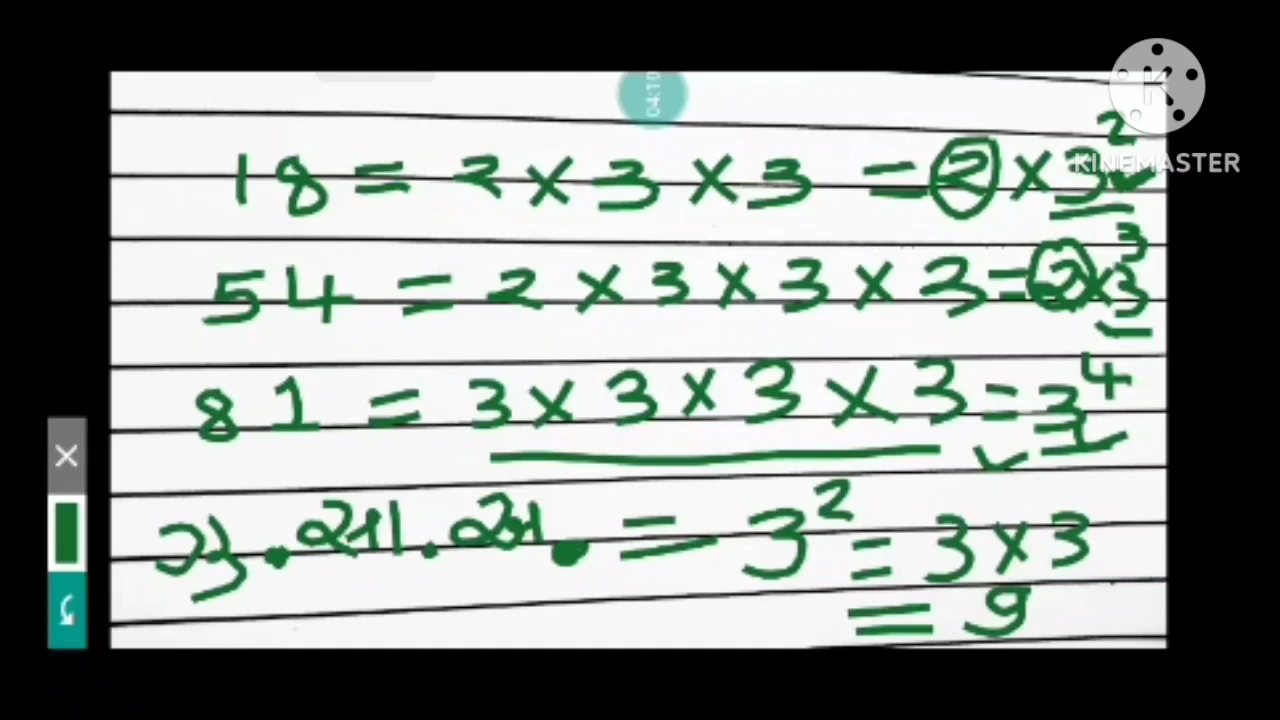 KINEMASTER
18 = 2 × 3 × 3 = 2 × 3²
54 = 2 × 3 × 3 × 3 = 2 × 3³
81 = 3 × 3 × 3 × 3 = 3⁴
ગુ.સા.અ. = 3² = 3 × 3
= 9